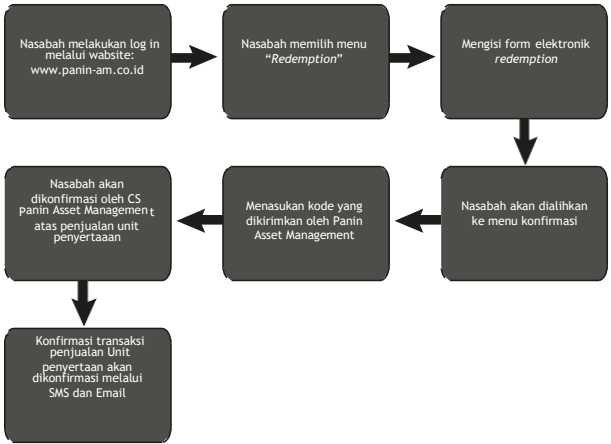 Nasabah melakukan log in
melalui wabsite:
www.panin-am.co.id
Nasabah memilih menu
“Redemption”
Mengisi form elektronik
redemption
Nasabah akan dialihkan
ke menu konfirmasi
Menasukan kode yang
dikirimkan oleh Panin
Asset Management
Nasabah akan
dikonfirmasi oleh CS
Panin Asset Management
atas penjualan unit
penyertaaan
Konfirmasi transaksi
penjualan Unit
penyertaan akan
dikonfirmasi melalui
SMS dan Email